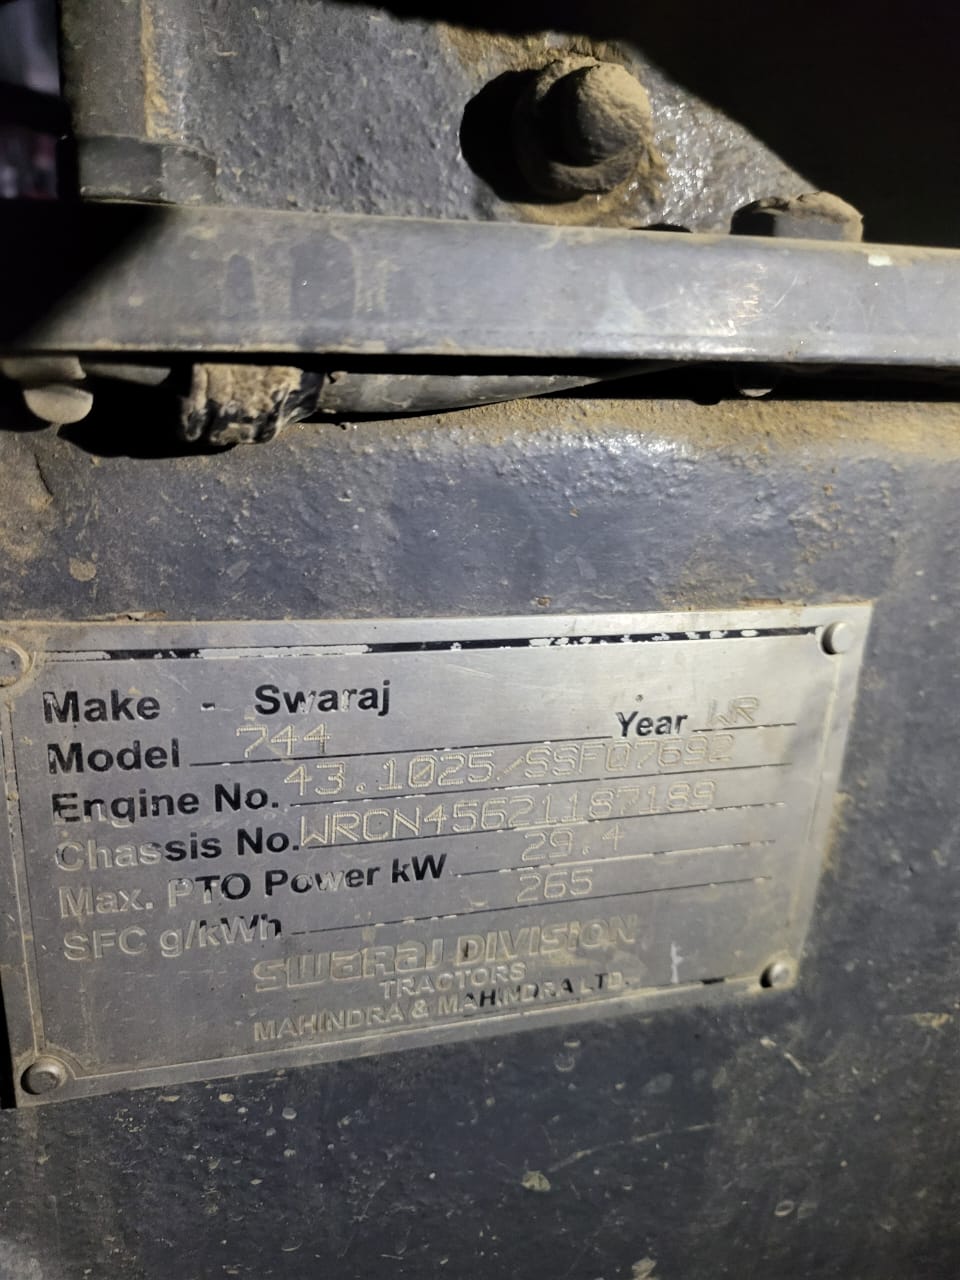 Make - Swaraj
Year WR
Model 744
Engine No. 43.1025/SSF07692
Chassis No. WRCN45621187189
Max. PTO Power kW 29.4
SFC g/kWh 265
SWARAJ DIVISION
TRACTORS
MAHINDRA & MAHINDRA LTD.